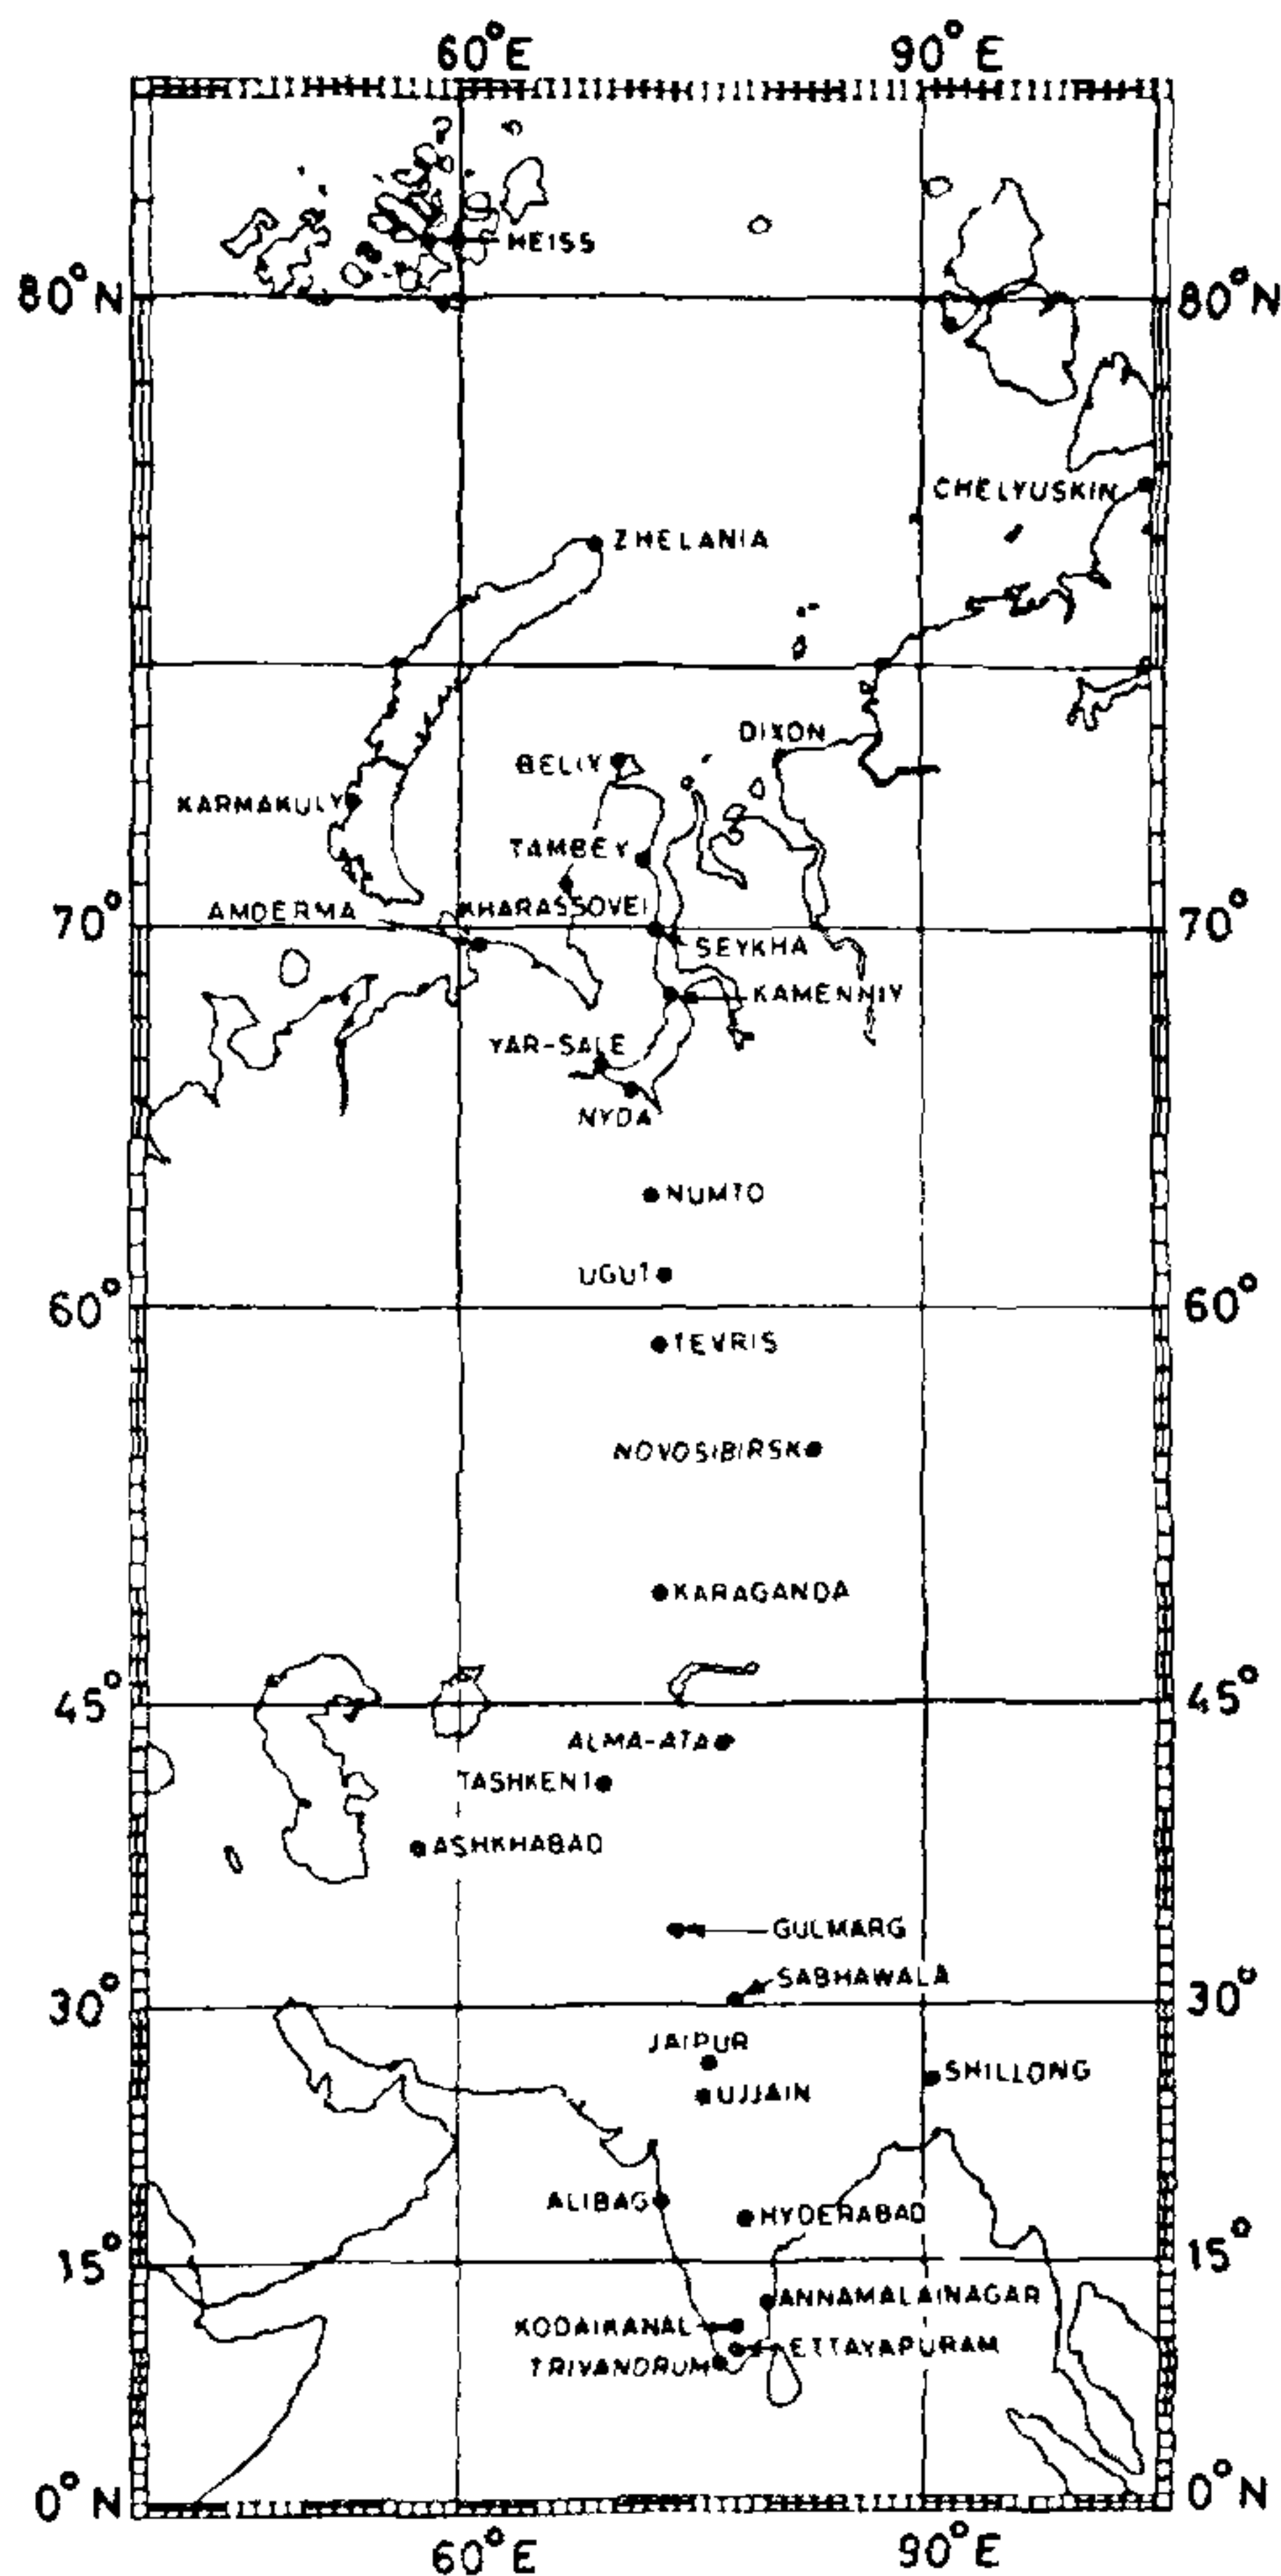 60°E 90°E
HEISS
80°N 80°N
CHELYUSKIN
ZHELANIA
DIXON
BELIY
KARMAKULY
TAMBEY
AMDERMA KHARASSOVEI
70° 70°
SEYKHA
KAMENNIY
YAR-SALE
NYDA
NUMTO
UGUT
60° 60°
TEVRIS
NOVOSIBIRSK
KARAGANDA
45° 45°
ALMA-ATA
TASHKENT
ASHKHABAD
GULMARG
SABHAWALA
30° 30°
JAIPUR
SHILLONG
UJJAIN
ALIBAG
HYDERABAD
15° 15°
ANNAMALAINAGAR
KODAIKANAL
ETTAYAPURAM
TRIVANDRUM
0°N 0°N
60°E 90°E